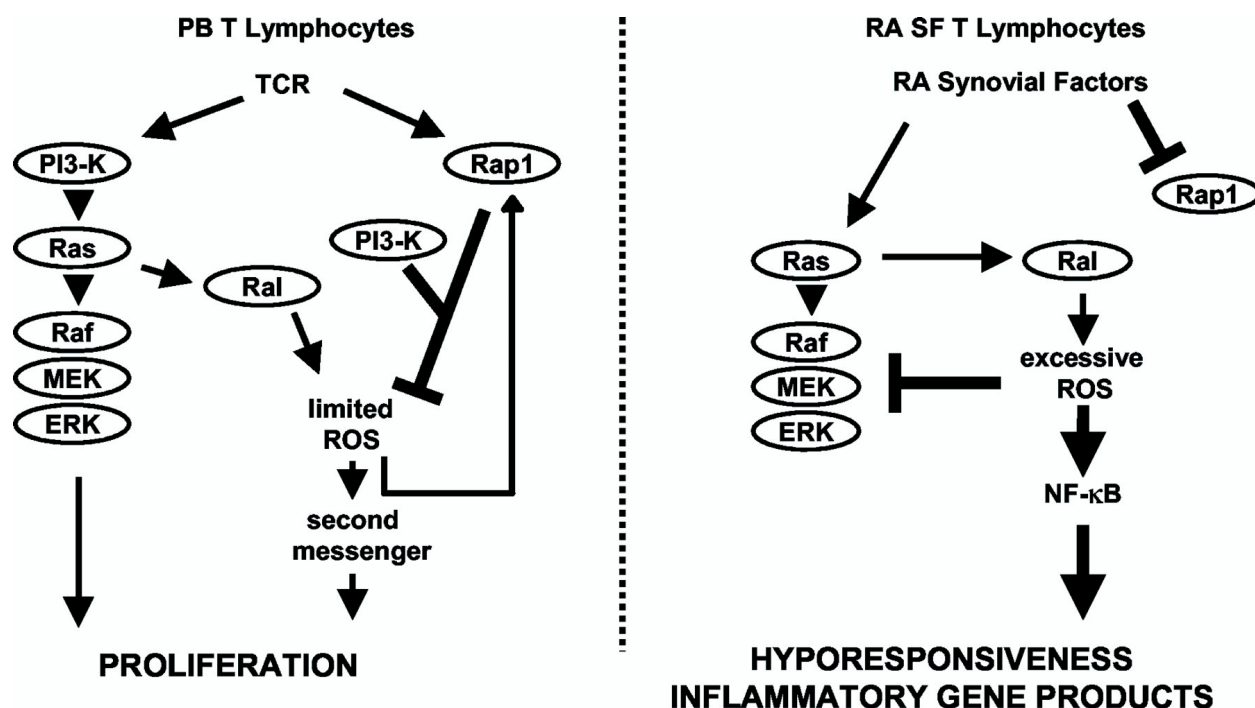 PB T Lymphocytes
TCR
PI3-K
Rap1
Ras
PI3-K
Ral
Raf
MEK
ERK
limited
ROS
second
messenger
PROLIFERATION
RA SF T Lymphocytes
RA Synovial Factors
Rap1
Ras
Ral
Raf
MEK
ERK
excessive
ROS
NF-κB
HYPORESPONSIVENESS
INFLAMMATORY GENE PRODUCTS